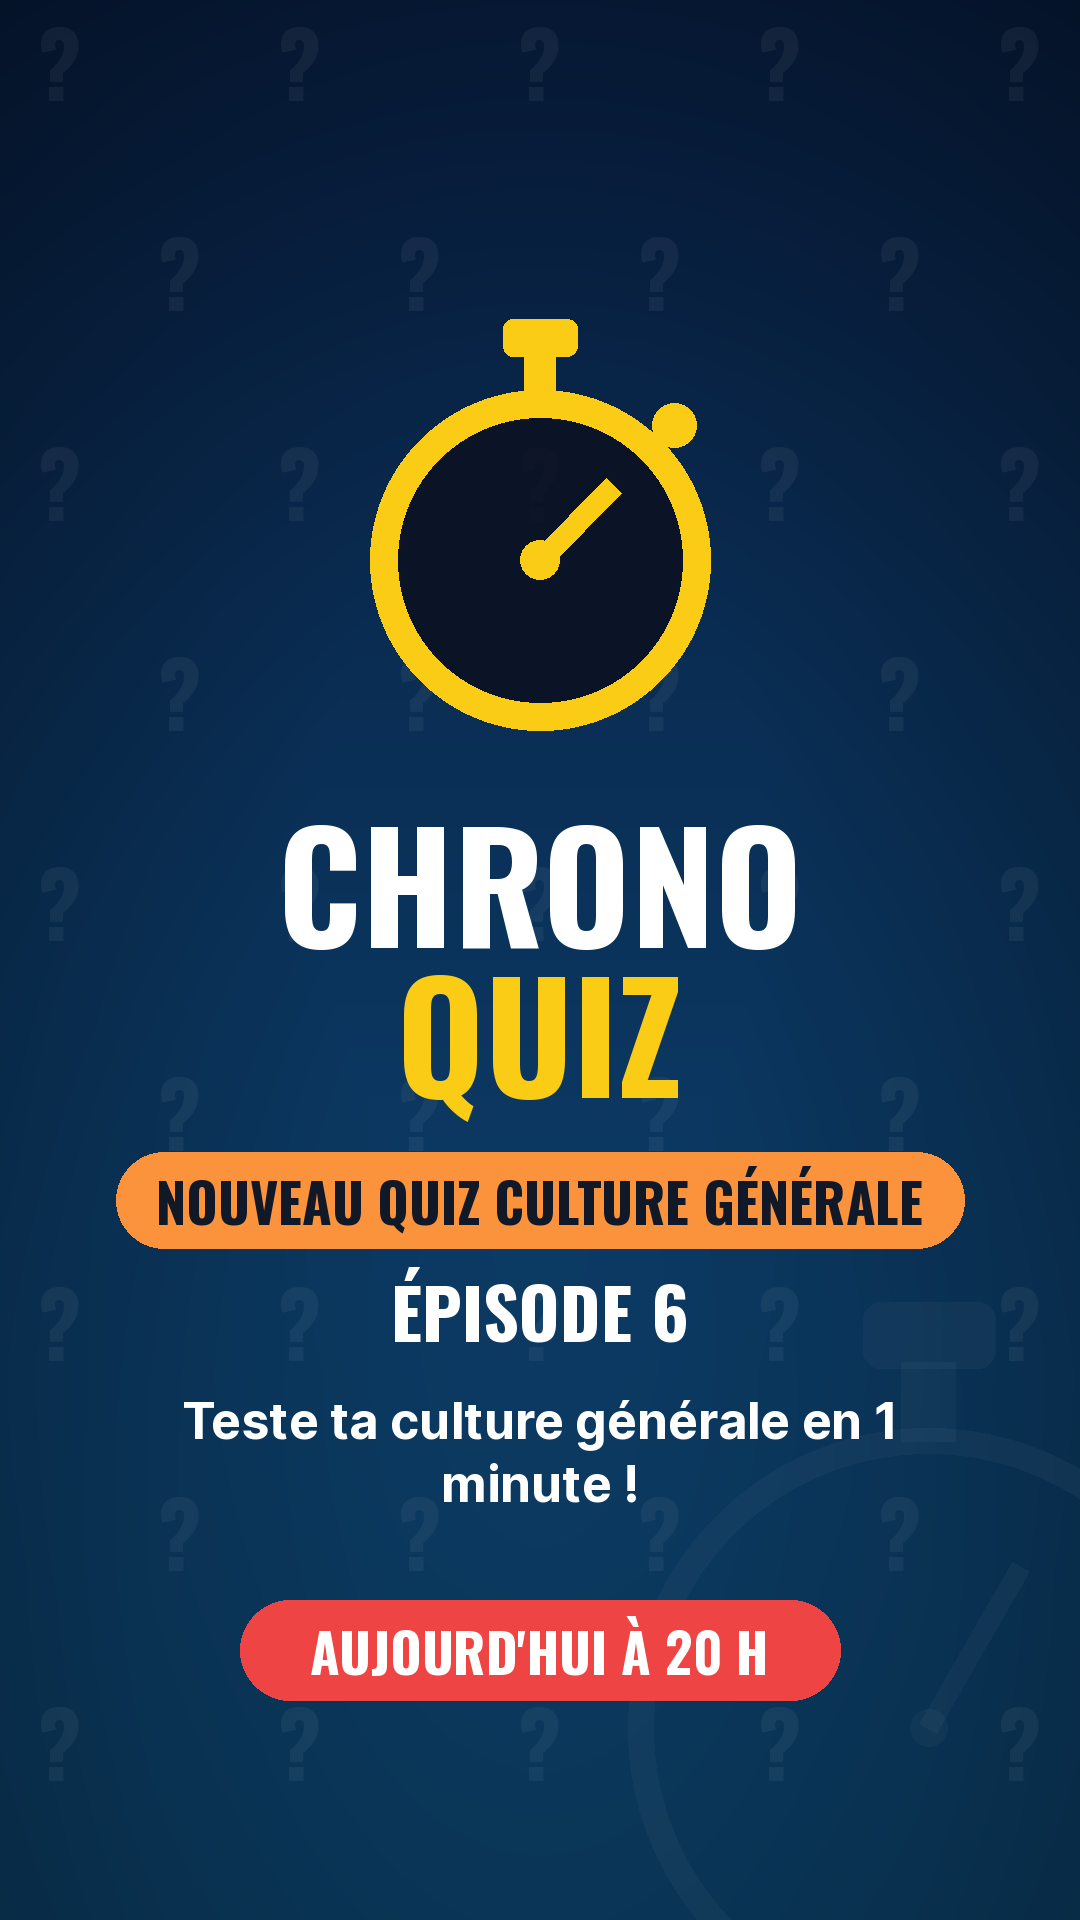 CHRONO
QUIZ
NOUVEAU QUIZ CULTURE GÉNÉRALE
ÉPISODE 6
Teste ta culture générale en 1
minute !
AUJOURD'HUI À 20 H